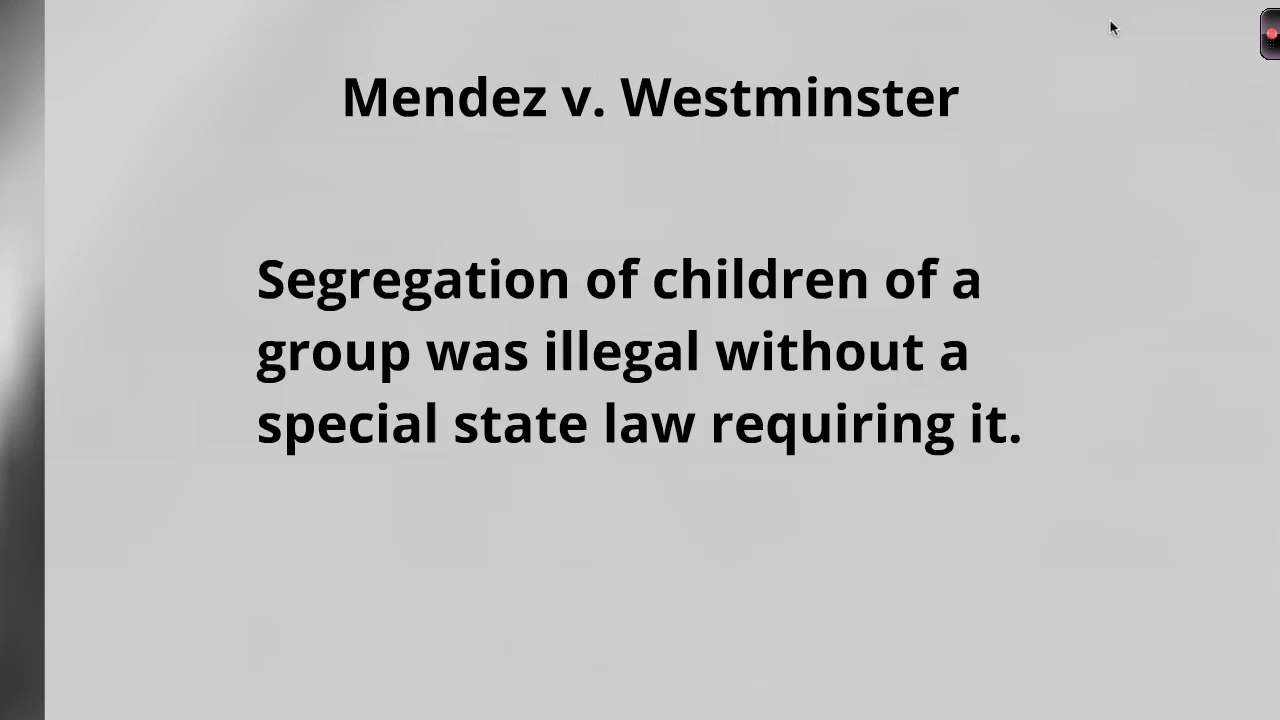 Mendez v. Westminster
Segregation of children of a
group was illegal without a
special state law requiring it.